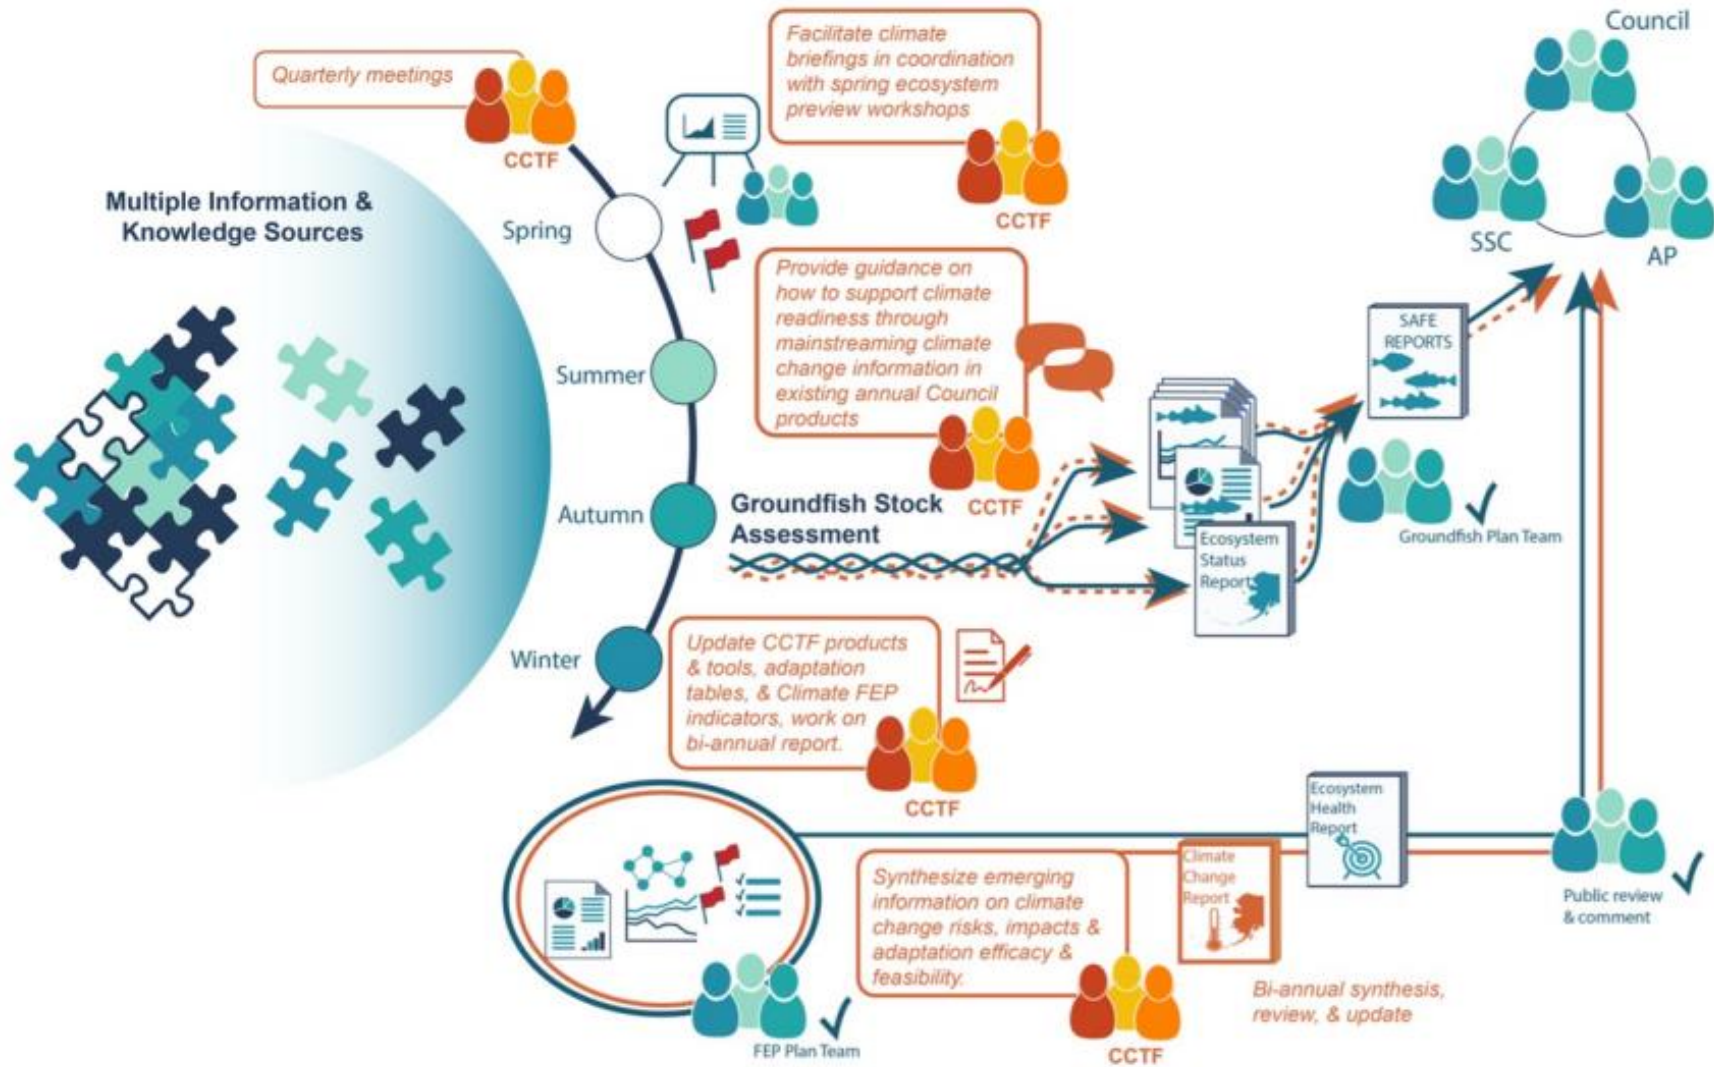 Council
Quarterly meetings
CCTF
Facilitate climate
briefings in coordination
with spring ecosystem
preview workshops
CCTF
SSC
AP
Multiple Information &
Knowledge Sources
Spring
Summer
Autumn
Winter
Provide guidance on
how to support climate
readiness through
mainstreaming climate
change information in
existing annual Council
products
CCTF
SAFE
REPORTS
Groundfish Stock
Assessment
Ecosystem
Status
Report
Groundfish Plan Team
Update CCTF products
& tools, adaptation
tables, & Climate FEP
indicators, work on
bi-annual report.
CCTF
Ecosystem
Health
Report
Climate
Change
Report
Public review
& comment
Synthesize emerging
information on climate
change risks, impacts &
adaptation efficacy &
feasibility.
CCTF
FEP Plan Team
Bi-annual synthesis,
review, & update